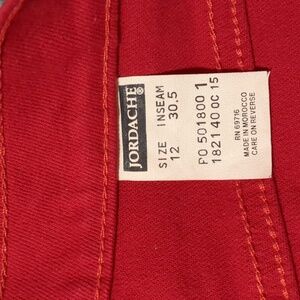 JORDACHE®
SIZE INSEAM
12 30.5
PO 501800 1
1821 40 OC 15
RN 69716
MADE IN MOROCCO
CARE ON REVERSE